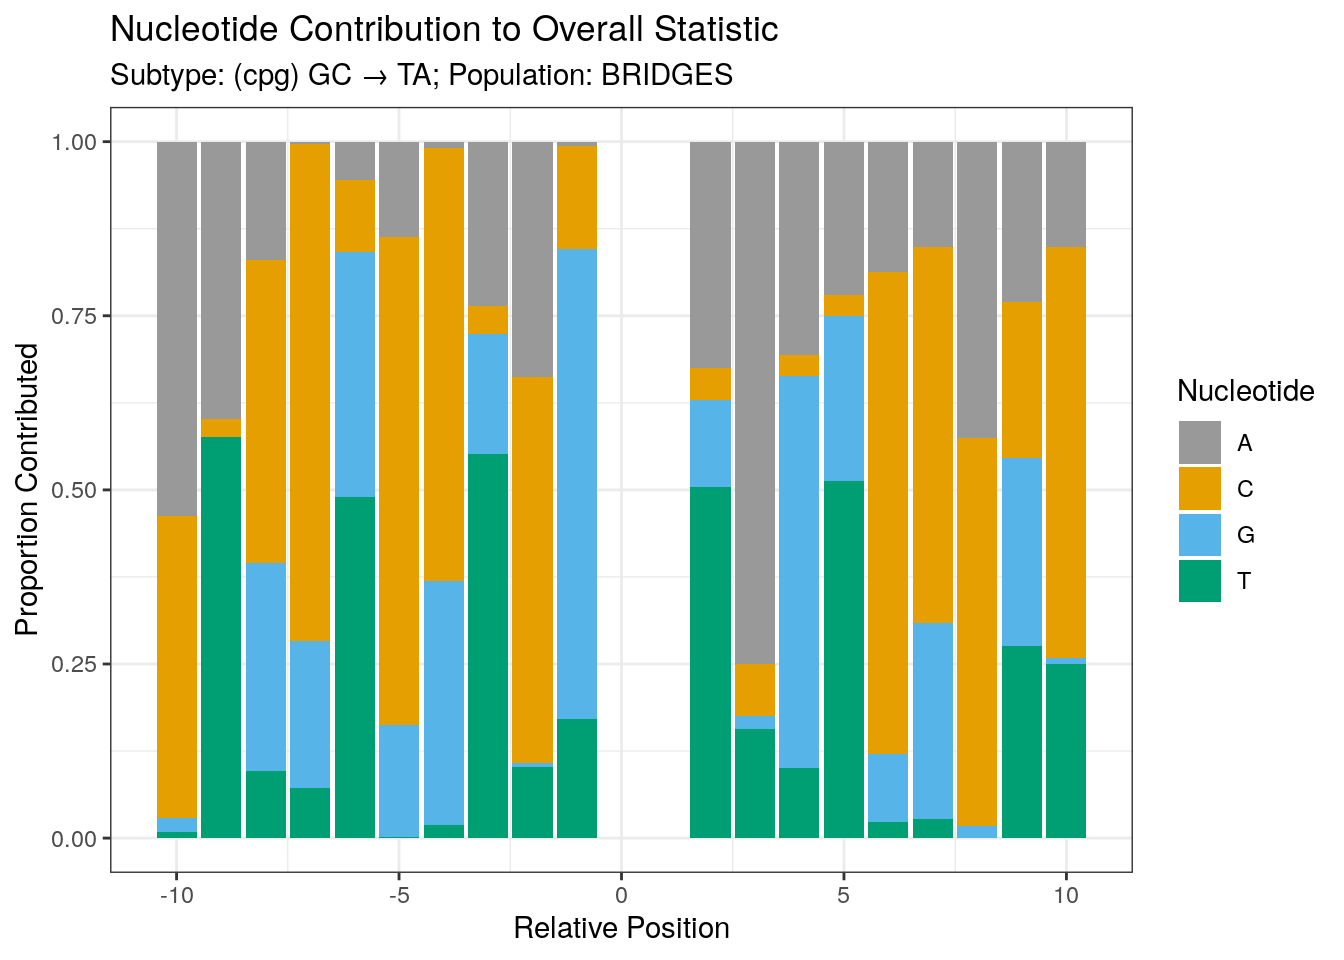 Nucleotide Contribution to Overall Statistic
Subtype: (cpg) GC → TA; Population: BRIDGES
Proportion Contributed
1.00
0.75
0.50
0.25
0.00
-10
-5
0
5
10
Relative Position
Nucleotide
A
C
G
T